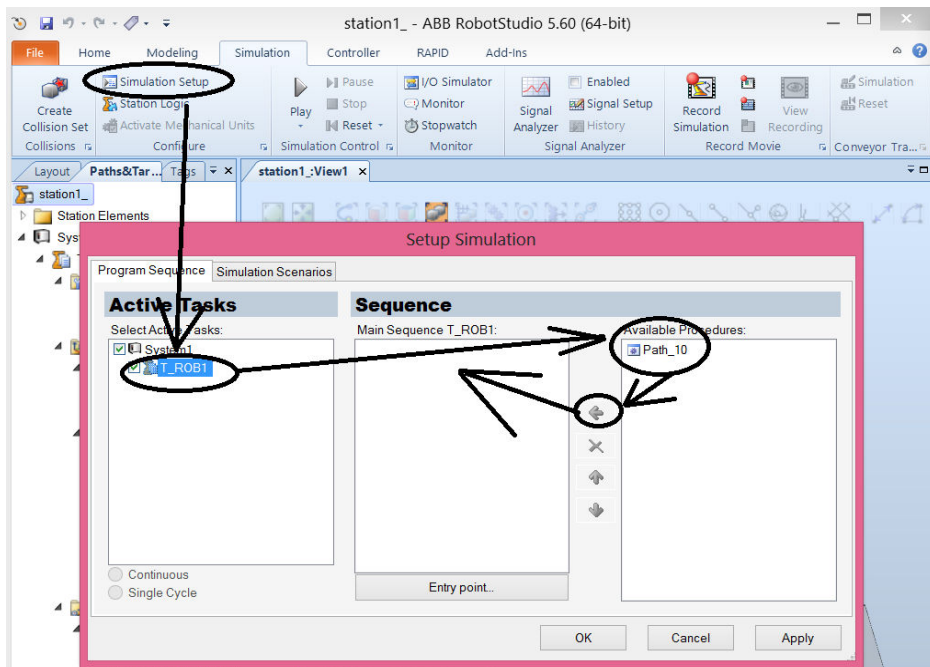 station1_ - ABB RobotStudio 5.60 (64-bit)
File Home Modeling Simulation Controller RAPID Add-Ins
Create Collision Set
Simulation Setup
Station Logic
Activate Mechanical Units
Play
Pause
Stop
Reset
I/O Simulator
Monitor
Stopwatch
Signal Analyzer
Enabled
Signal Setup
History
Record Simulation
View Recording
Simulation
Reset
Collisions Configure Simulation Control Monitor Signal Analyzer Record Movie Conveyor Tra...
Layout Paths&Tar... Tags station1_:View1
station1_
Station Elements
Sys
Setup Simulation
Program Sequence Simulation Scenarios
Active Tasks Sequence
Select Active Tasks: Main Sequence T_ROB1: Available Procedures:
System1 Path_10
T_ROB1
Continuous
Single Cycle
Entry point...
OK Cancel Apply